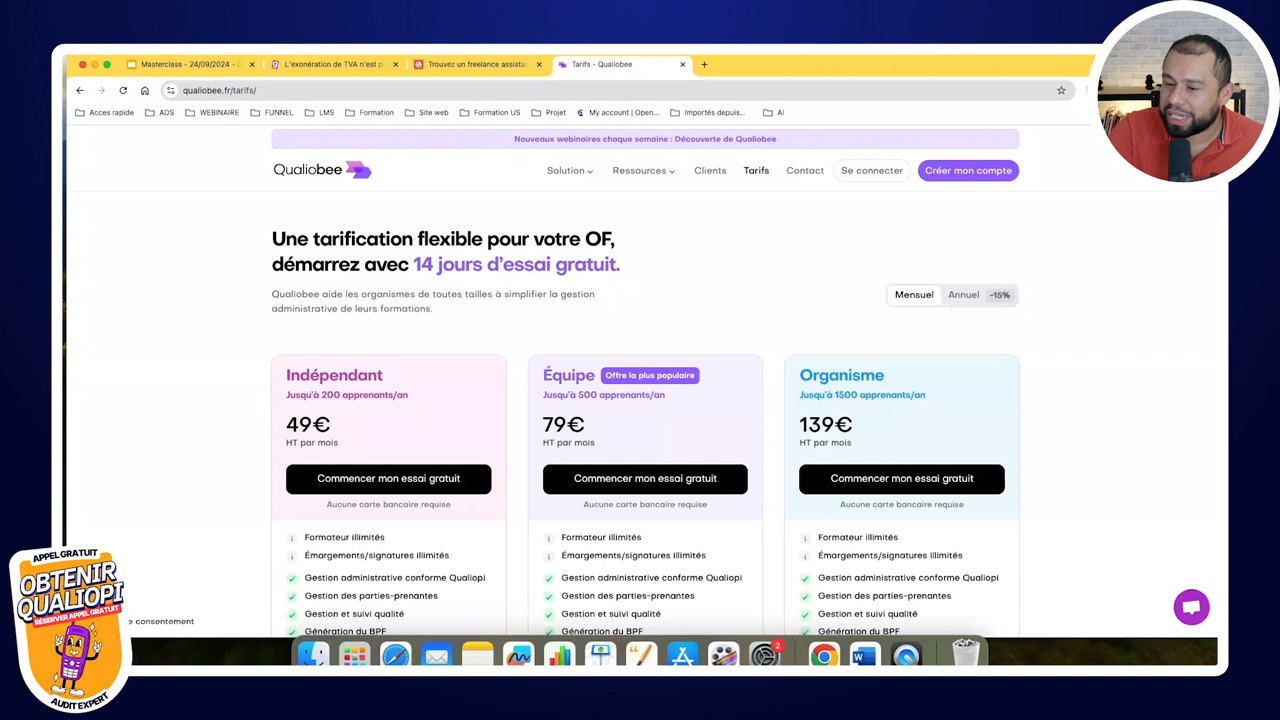 Masterclass - 24/09/2024 -
L'exonération de TVA n'est p
Trouvez un freelance assista
Tarifs - Qualiobee
qualiobee.fr/tarifs/
Acces rapide
ADS
WEBINAIRE
FUNNEL
LMS
Formation
Site web
Formation US
Projet
My account | Open...
Importés depuis...
AI
Nouveaux webinaires chaque semaine : Découverte de Qualiobee
Qualiobee
Solution
Ressources
Clients
Tarifs
Contact
Se connecter
Créer mon compte
Une tarification flexible pour votre OF,
démarrez avec 14 jours d'essai gratuit.
Qualiobee aide les organismes de toutes tailles à simplifier la gestion
administrative de leurs formations.
Mensuel
Annuel -15%
Indépendant
Jusqu'à 200 apprenants/an
49€
HT par mois
Commencer mon essai gratuit
Aucune carte bancaire requise
Formateur illimités
Émargements/signatures illimités
Gestion administrative conforme Qualiopi
Gestion des parties-prenantes
Gestion et suivi qualité
Génération du BPF
Équipe Offre la plus populaire
Jusqu'à 500 apprenants/an
79€
HT par mois
Commencer mon essai gratuit
Aucune carte bancaire requise
Formateur illimités
Émargements/signatures illimités
Gestion administrative conforme Qualiopi
Gestion des parties-prenantes
Gestion et suivi qualité
Génération du BPF
Organisme
Jusqu'à 1500 apprenants/an
139€
HT par mois
Commencer mon essai gratuit
Aucune carte bancaire requise
Formateur illimités
Émargements/signatures illimités
Gestion administrative conforme Qualiopi
Gestion des parties-prenantes
Gestion et suivi qualité
Génération du BPF
e consentement
2
APPEL GRATUIT
OBTENIR
QUALIOPI
RÉSERVER APPEL GRATUIT
AUDIT EXPERT